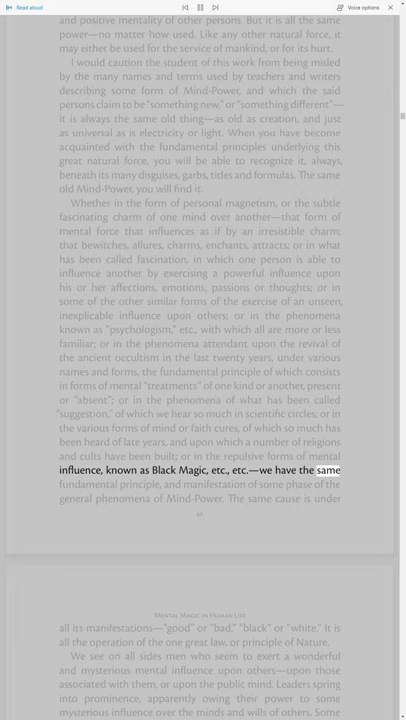 Read aloud
Voice options
and positive mentality of other persons. But it is all the same
power—no matter how used. Like any other natural force, it
may either be used for the service of mankind, or for its hurt.
I would caution the student of this work from being misled
by the many names and terms used by teachers and writers
describing some form of Mind-Power, and which the said
persons claim to be "something new," or "something different"—
it is always the same old thing—as old as creation, and just
as universal as is electricity or light. When you have become
acquainted with the fundamental principles underlying this
great natural force, you will be able to recognize it, always,
beneath its many disguises, garbs, titles and formulas. The same
old Mind-Power, you will find it.
Whether in the form of personal magnetism, or the subtle
fascinating charm of one mind over another—that form of
mental force that influences as if by an irresistible charm;
that bewitches, allures, charms, enchants, attracts; or in what
has been called fascination, in which one person is able to
influence another by exercising a powerful influence upon
his or her affections, emotions, passions or thoughts; or in
some of the other similar forms of the exercise of an unseen,
inexplicable influence upon others; or in the phenomena
known as "psychologism," etc., with which all are more or less
familiar; or in the phenomena attendant upon the revival of
the ancient occultism in the last twenty years, under various
names and forms, the fundamental principle of which consists
in forms of mental "treatments" of one kind or another, present
or "absent"; or in the phenomena of what has been called
"suggestion," of which we hear so much in scientific circles; or in
the various forms of mind or faith cures, of which so much has
been heard of late years, and upon which a number of religions
and cults have been built; or in the repulsive forms of mental
influence, known as Black Magic, etc., etc.—we have the same
fundamental principle, and manifestation of some phase of the
general phenomena of Mind-Power. The same cause is under
Mental Magic in Human Life
all its manifestations—"good" or "bad," "black" or "white." It is
all the operation of the one great law, or principle of Nature.
We see on all sides men who seem to exert a wonderful
and mysterious mental influence upon others—upon those
associated with them, or upon the public mind. Leaders spring
into prominence, apparently owing their power to some
mysterious influence over the minds and wills of others. Some